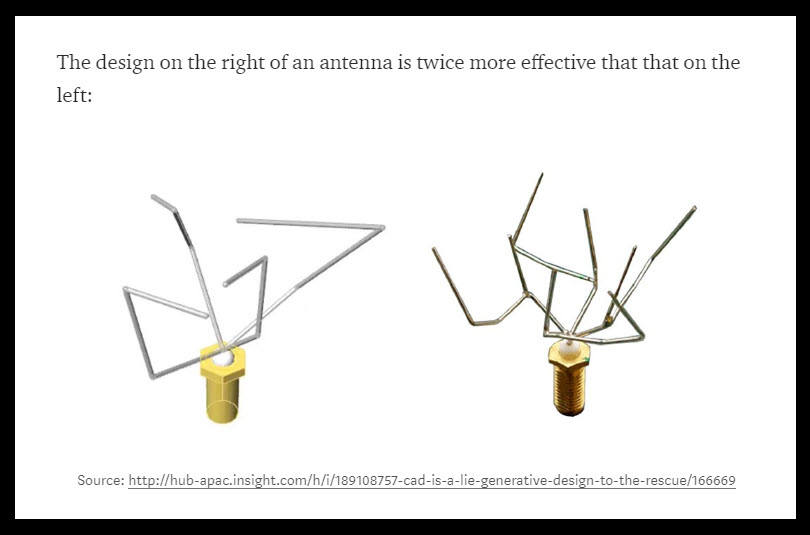 The design on the right of an antenna is twice more effective that that on the
left:
Source: http://hub-apac.insight.com/h/i/189108757-cad-is-a-lie-generative-design-to-the-rescue/166669